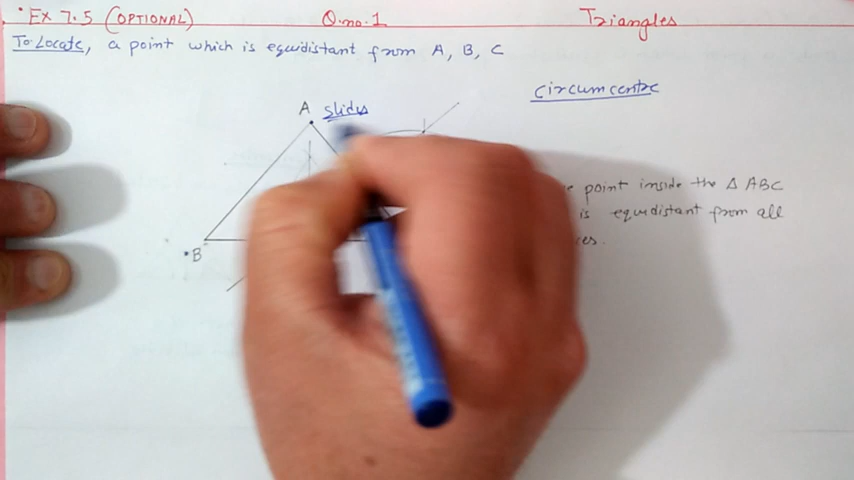 • Ex 7.5 (OPTIONAL) Q.no.1 Triangles
To Locate, a point which is equidistant from A, B, C
circumcentre
A slides
point inside the Δ ABC
is equidistant from all
•B